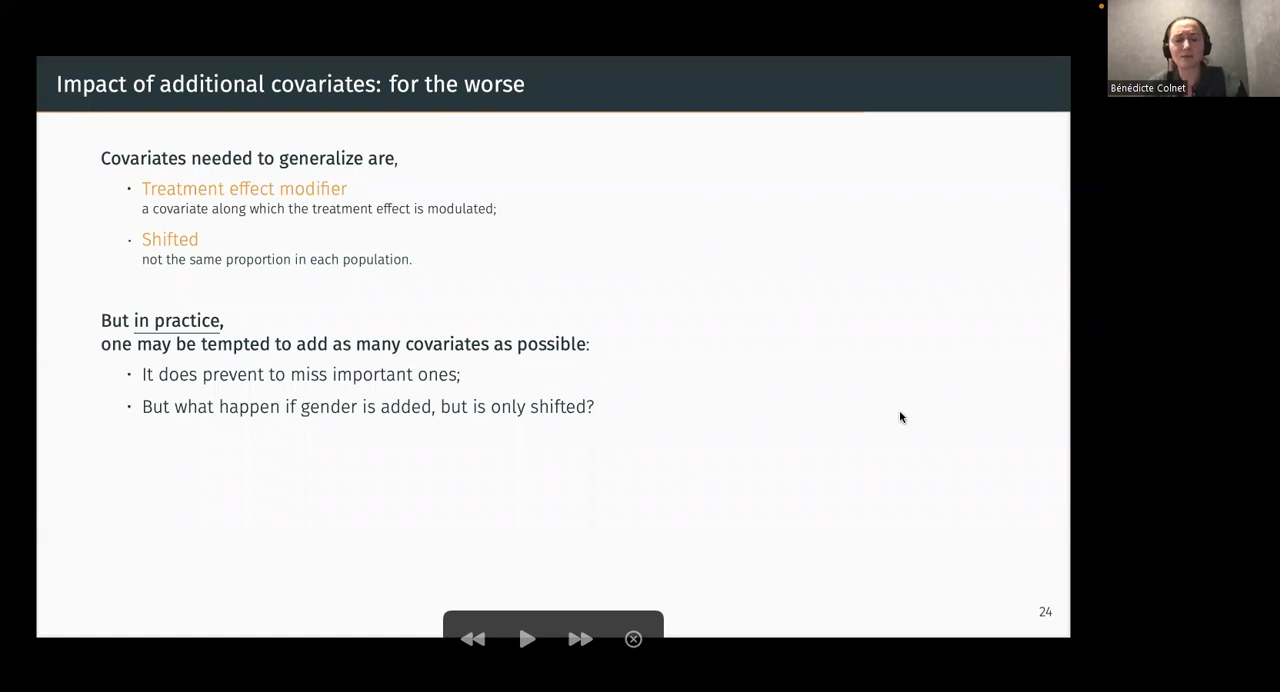 Impact of additional covariates: for the worse
Bénédicte Colnet
Covariates needed to generalize are,
• Treatment effect modifier
a covariate along which the treatment effect is modulated;
• Shifted
not the same proportion in each population.
But in practice,
one may be tempted to add as many covariates as possible:
• It does prevent to miss important ones;
• But what happen if gender is added, but is only shifted?
24